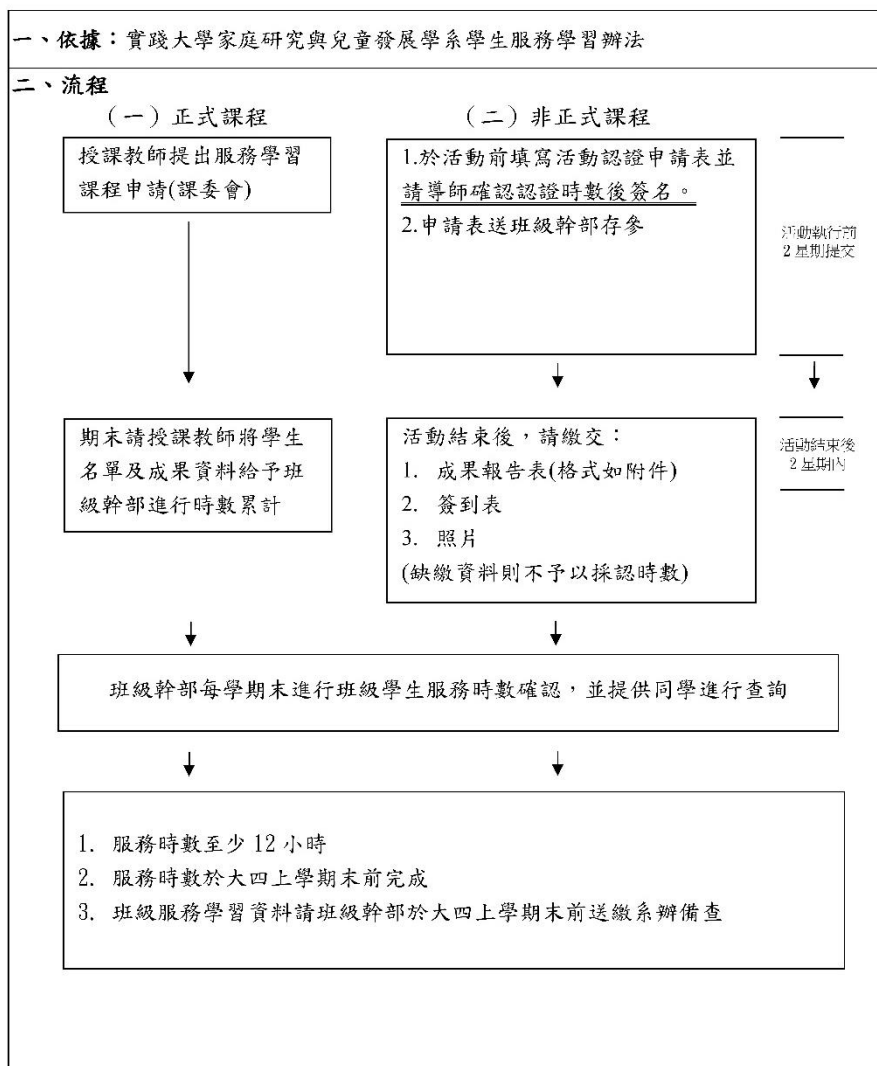 一、依據：實踐大學家庭研究與兒童發展學系學生服務學習辦法
二、流程
（一）正式課程
授課教師提出服務學習
課程申請(課委會)
（二）非正式課程
1.於活動前填寫活動認證申請表並
請導師確認認證時數後簽名。
2.申請表送班級幹部存參
活動執行前
2 星期提交
期末請授課教師將學生
名單及成果資料給予班
級幹部進行時數累計
活動結束後，請繳交：
1. 成果報告表(格式如附件)
2. 簽到表
3. 照片
(缺繳資料則不予以採認時數)
活動結束後
2 星期內
班級幹部每學期末進行班級學生服務時數確認，並提供同學進行查詢
1. 服務時數至少 12 小時
2. 服務時數於大四上學期末前完成
3. 班級服務學習資料請班級幹部於大四上學期末前送繳系辦備查